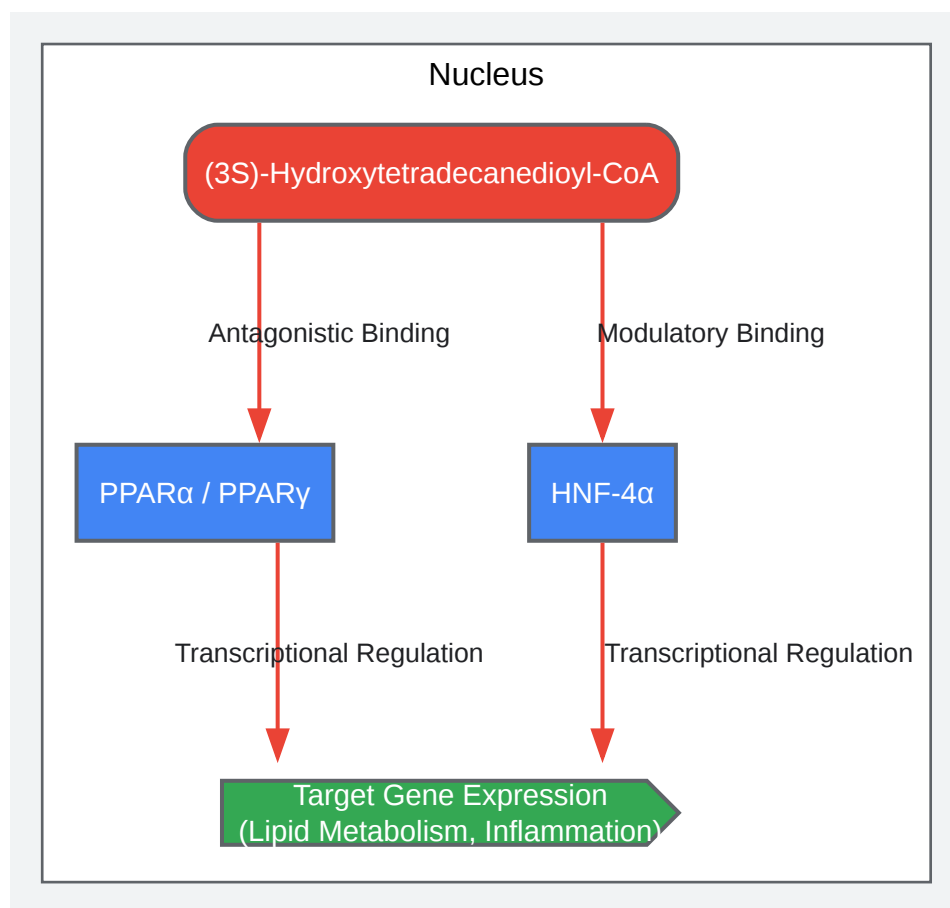 Nucleus
(3S)-Hydroxytetradecanedioyl-CoA
Antagonistic Binding
Modulatory Binding
PPARα / PPARγ
HNF-4α
Transcriptional Regulation
Transcriptional Regulation
Target Gene Expression
(Lipid Metabolism, Inflammation)